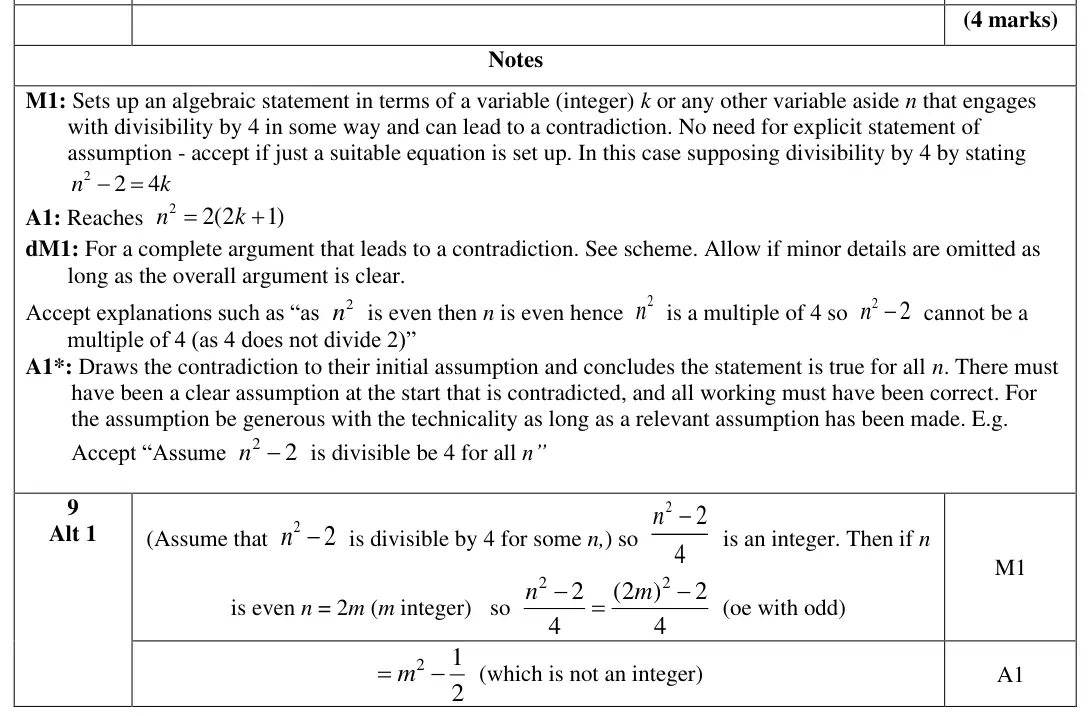 (4 marks)
Notes
M1: Sets up an algebraic statement in terms of a variable (integer) k or any other variable aside n that engages
with divisibility by 4 in some way and can lead to a contradiction. No need for explicit statement of
assumption - accept if just a suitable equation is set up. In this case supposing divisibility by 4 by stating
n² − 2 = 4k
A1: Reaches n² = 2(2k + 1)
dM1: For a complete argument that leads to a contradiction. See scheme. Allow if minor details are omitted as
long as the overall argument is clear.
Accept explanations such as “as n² is even then n is even hence n² is a multiple of 4 so n² − 2 cannot be a
multiple of 4 (as 4 does not divide 2)”
A1*: Draws the contradiction to their initial assumption and concludes the statement is true for all n. There must
have been a clear assumption at the start that is contradicted, and all working must have been correct. For
the assumption be generous with the technicality as long as a relevant assumption has been made. E.g.
Accept “Assume n² − 2 is divisible be 4 for all n”
9
Alt 1
(Assume that n² − 2 is divisible by 4 for some n,) so (n² − 2)/4 is an integer. Then if n
is even n = 2m (m integer) so (n² − 2)/4 = ((2m)² − 2)/4 (oe with odd)
M1
= m² − 1/2 (which is not an integer)
A1